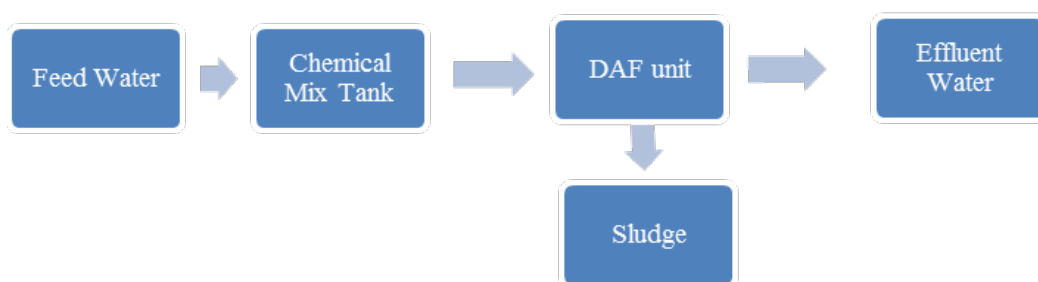 Feed Water
Chemical
Mix Tank
DAF unit
Effluent
Water
Sludge